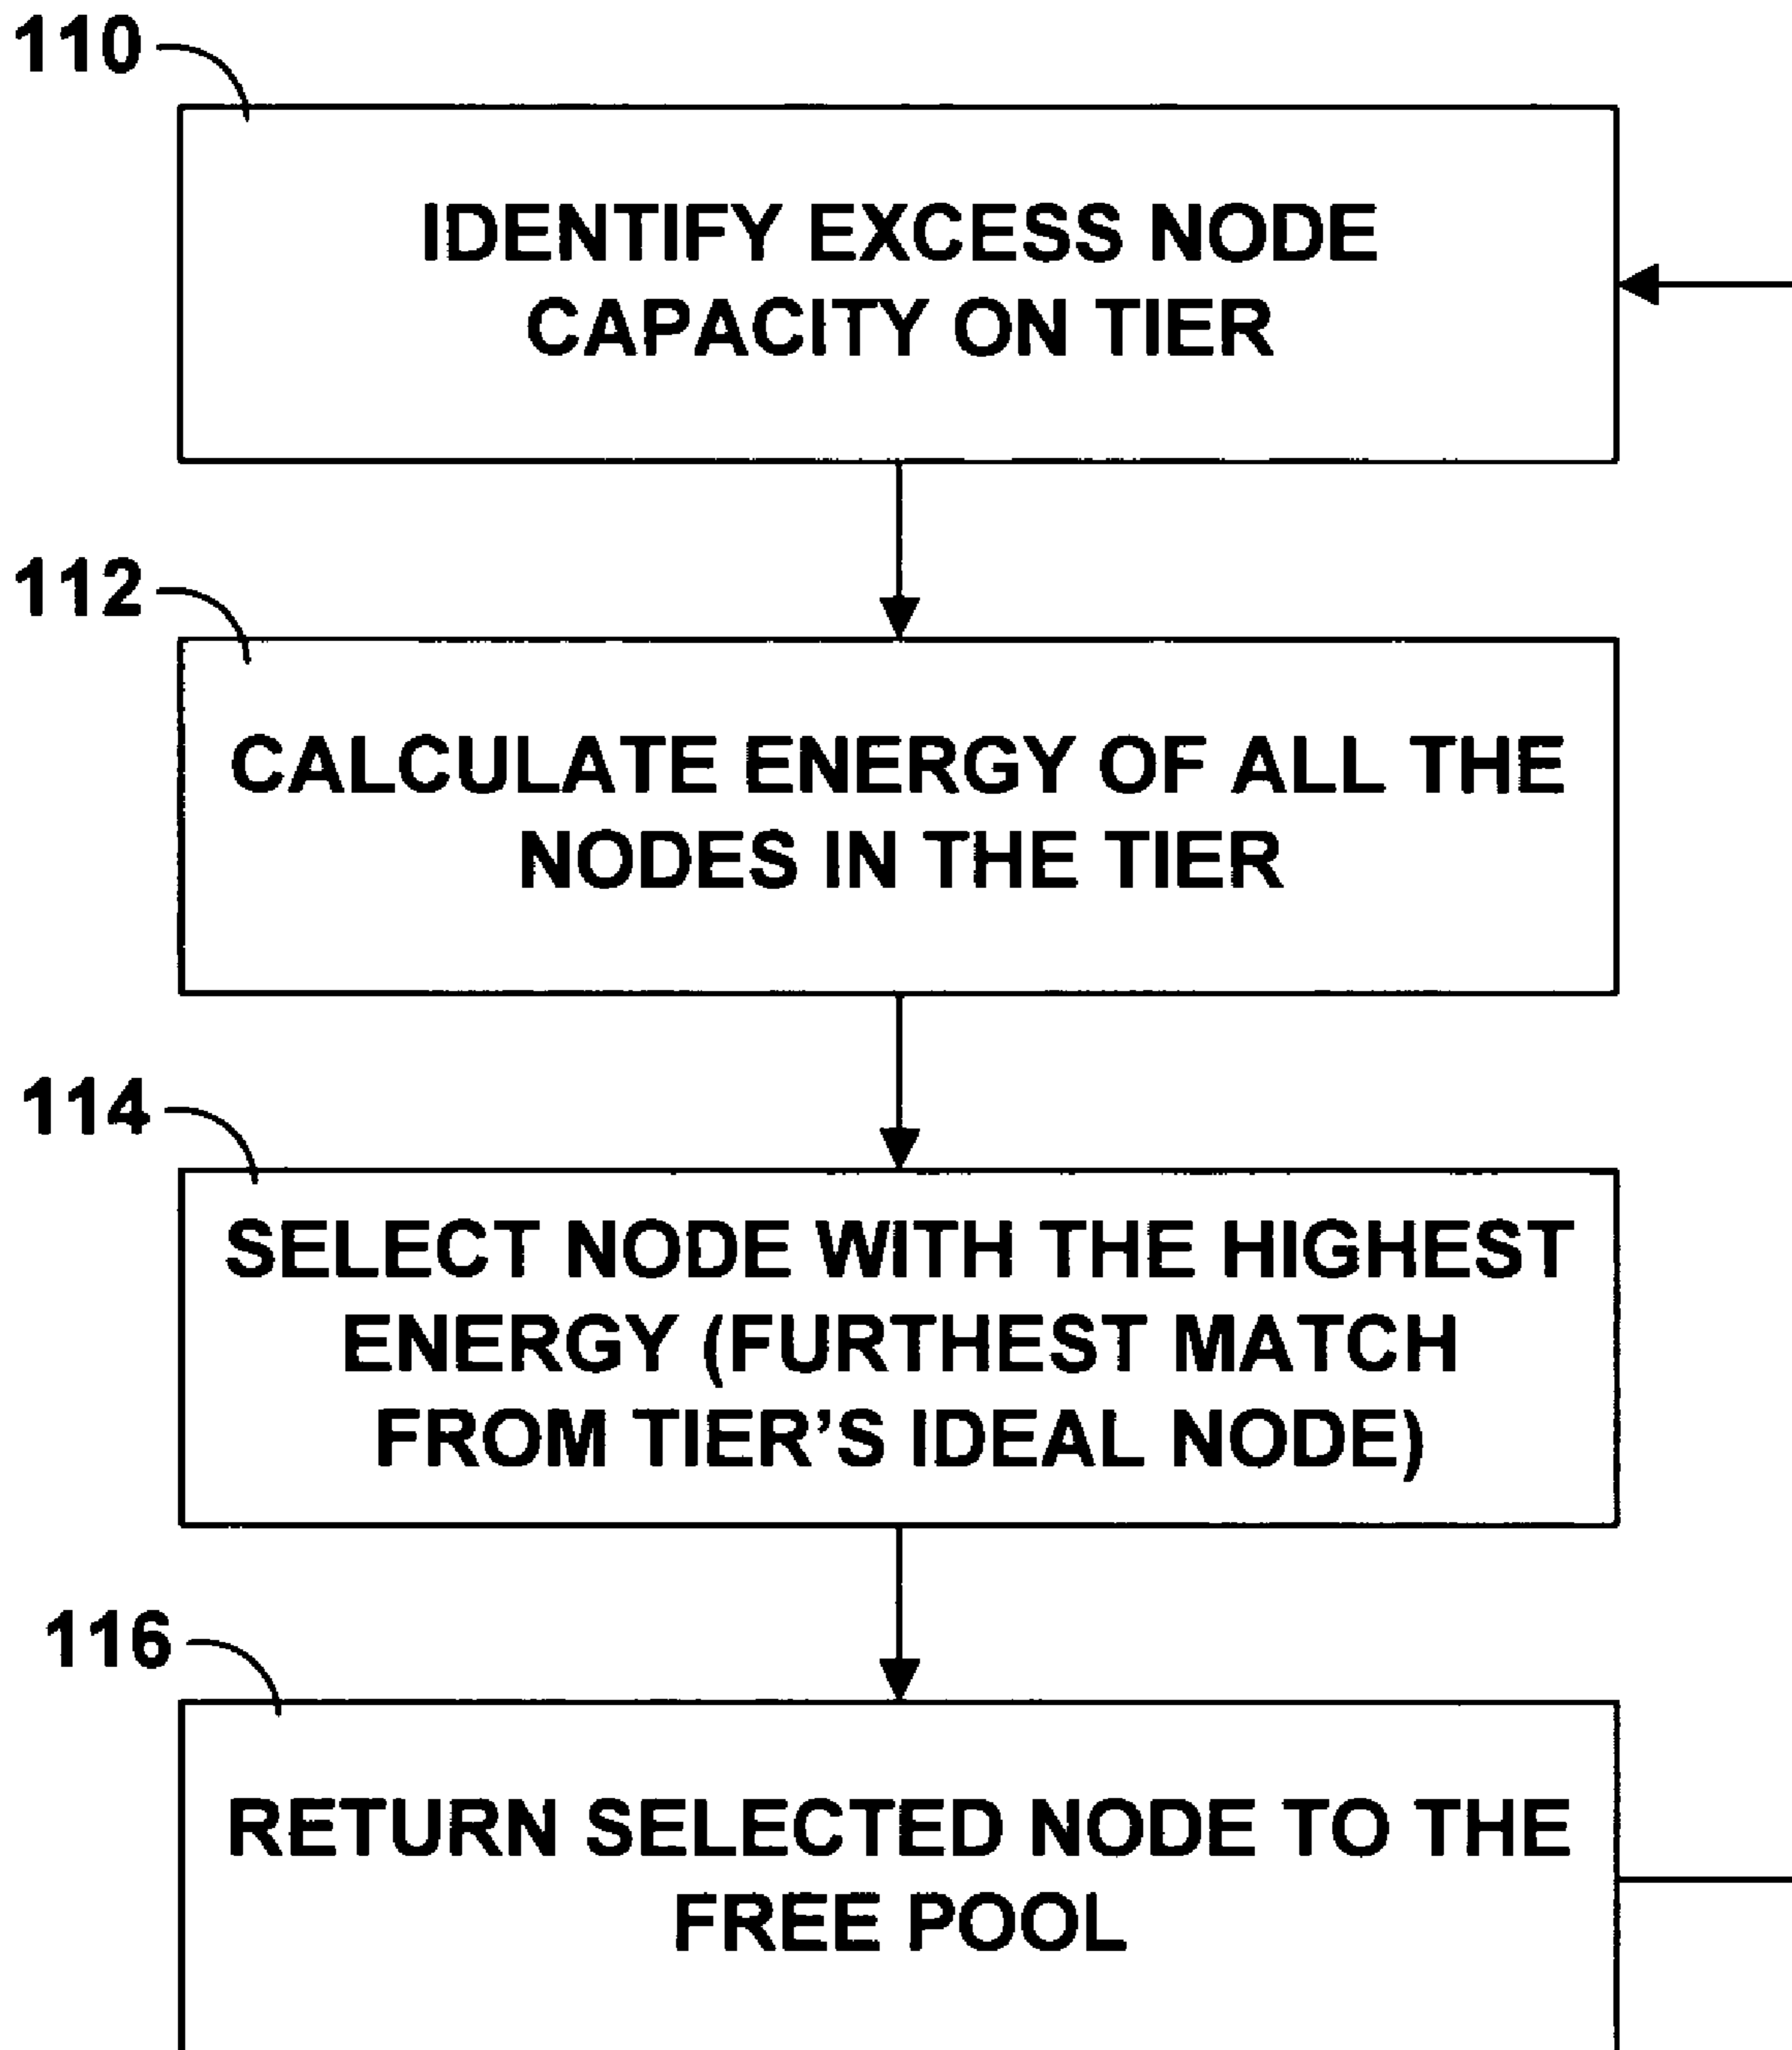 110
IDENTIFY EXCESS NODE
CAPACITY ON TIER
112
CALCULATE ENERGY OF ALL THE
NODES IN THE TIER
114
SELECT NODE WITH THE HIGHEST
ENERGY (FURTHEST MATCH
FROM TIER’S IDEAL NODE)
116
RETURN SELECTED NODE TO THE
FREE POOL